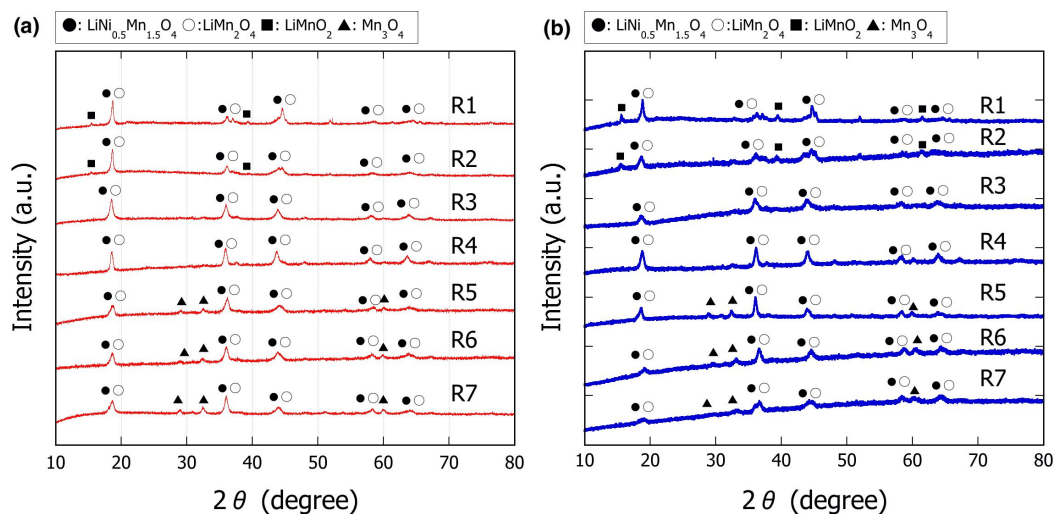 (a) ●: LiNi0.5Mn1.5O4 ○:LiMn2O4 ■: LiMnO2 ▲: Mn3O4
R1
R2
R3
R4
R5
R6
R7
Intensity (a.u.)
10 20 30 40 50 60 70 80
2 θ (degree)
(b) ●: LiNi0.5Mn1.5O4 ○:LiMn2O4 ■: LiMnO2 ▲: Mn3O4
R1
R2
R3
R4
R5
R6
R7
Intensity (a.u.)
10 20 30 40 50 60 70 80
2 θ (degree)